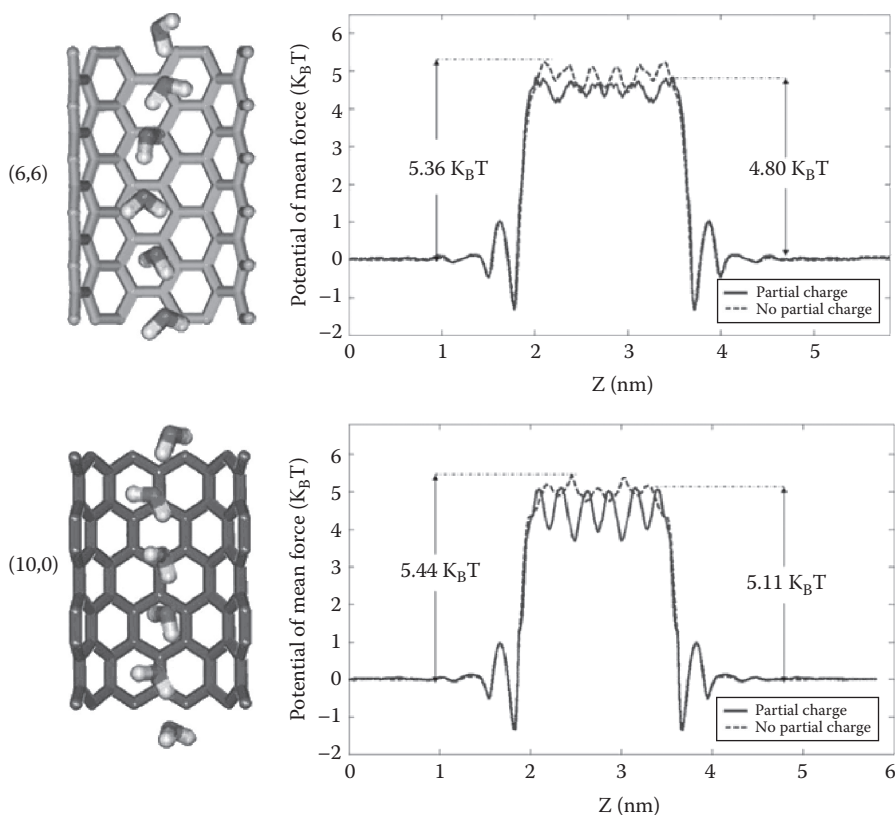 (6,6)
Potential of mean force (K_BT)
6
5
4
3
2
1
0
−1
−2
5.36 K_BT
4.80 K_BT
Partial charge
No partial charge
0 1 2 3 4 5
Z (nm)
(10,0)
Potential of mean force (K_BT)
6
5
4
3
2
1
0
−1
−2
5.44 K_BT
5.11 K_BT
Partial charge
No partial charge
0 1 2 3 4 5 6
Z (nm)